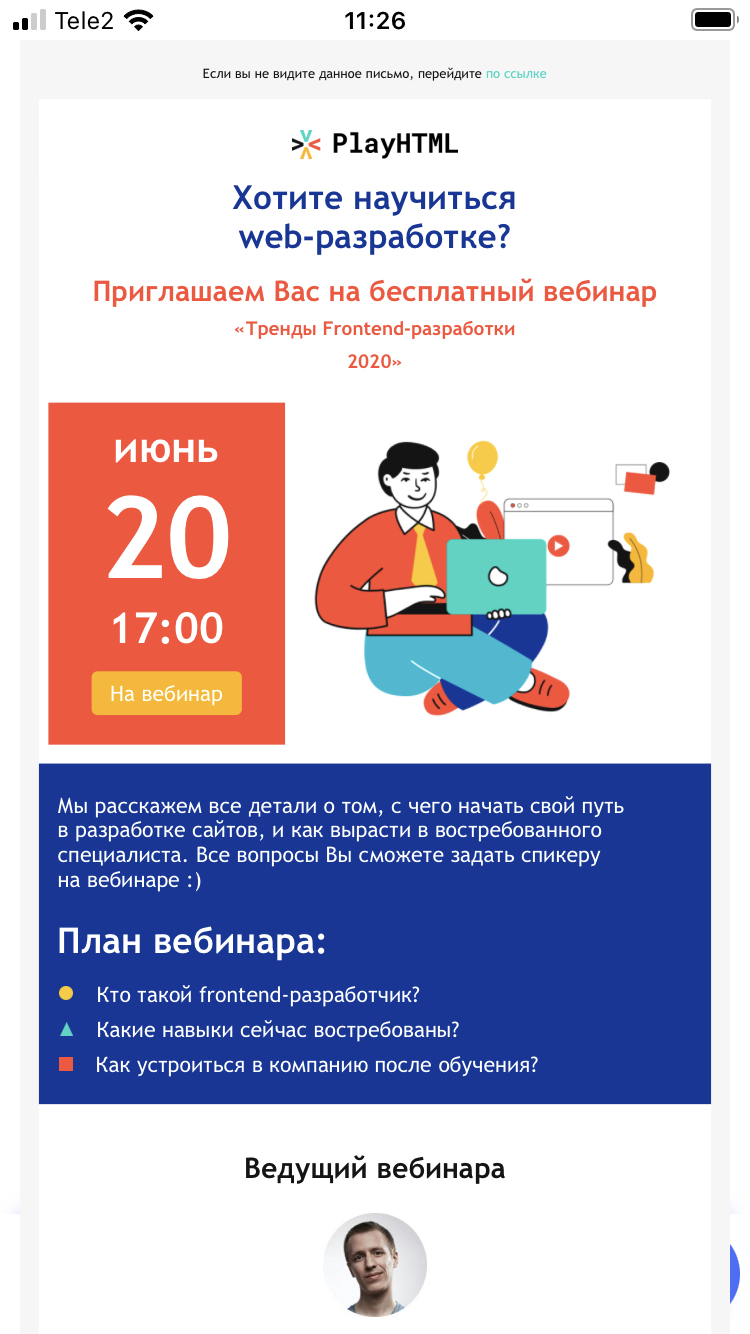 Tele2 11:26
Если вы не видите данное письмо, перейдите по ссылке
PlayHTML
Хотите научиться
web-разработке?
Приглашаем Вас на бесплатный вебинар
«Тренды Frontend-разработки
2020»
ИЮНЬ
20
17:00
На вебинар
Мы расскажем все детали о том, с чего начать свой путь
в разработке сайтов, и как вырасти в востребованного
специалиста. Все вопросы Вы сможете задать спикеру
на вебинаре :)
План вебинара:
Кто такой frontend-разработчик?
Какие навыки сейчас востребованы?
Как устроиться в компанию после обучения?
Ведущий вебинара